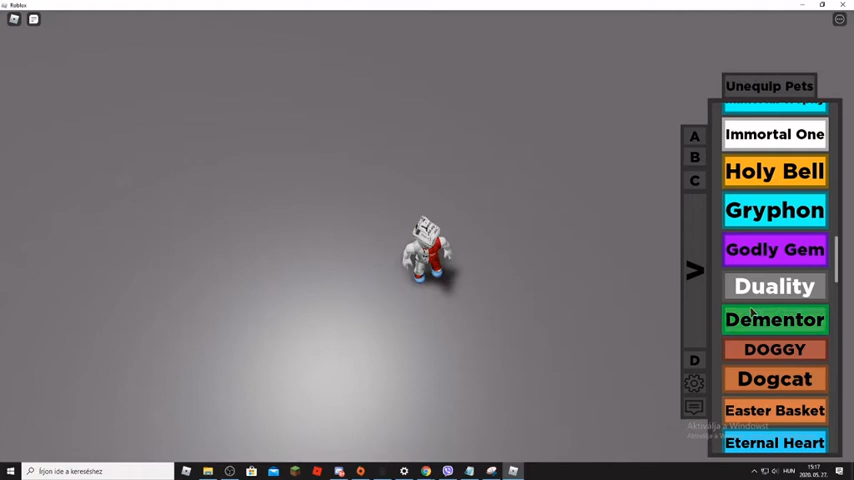 Roblox
Unequip Pets
Immortal One
Holy Bell
Gryphon
Godly Gem
Duality
Dementor
DOGGY
Dogcat
Easter Basket
Eternal Heart
A
B
C
>
D
Aktiválja a Windowst
Írjon ide a kereséshez
HUN
15:17
2020. 05. 27.